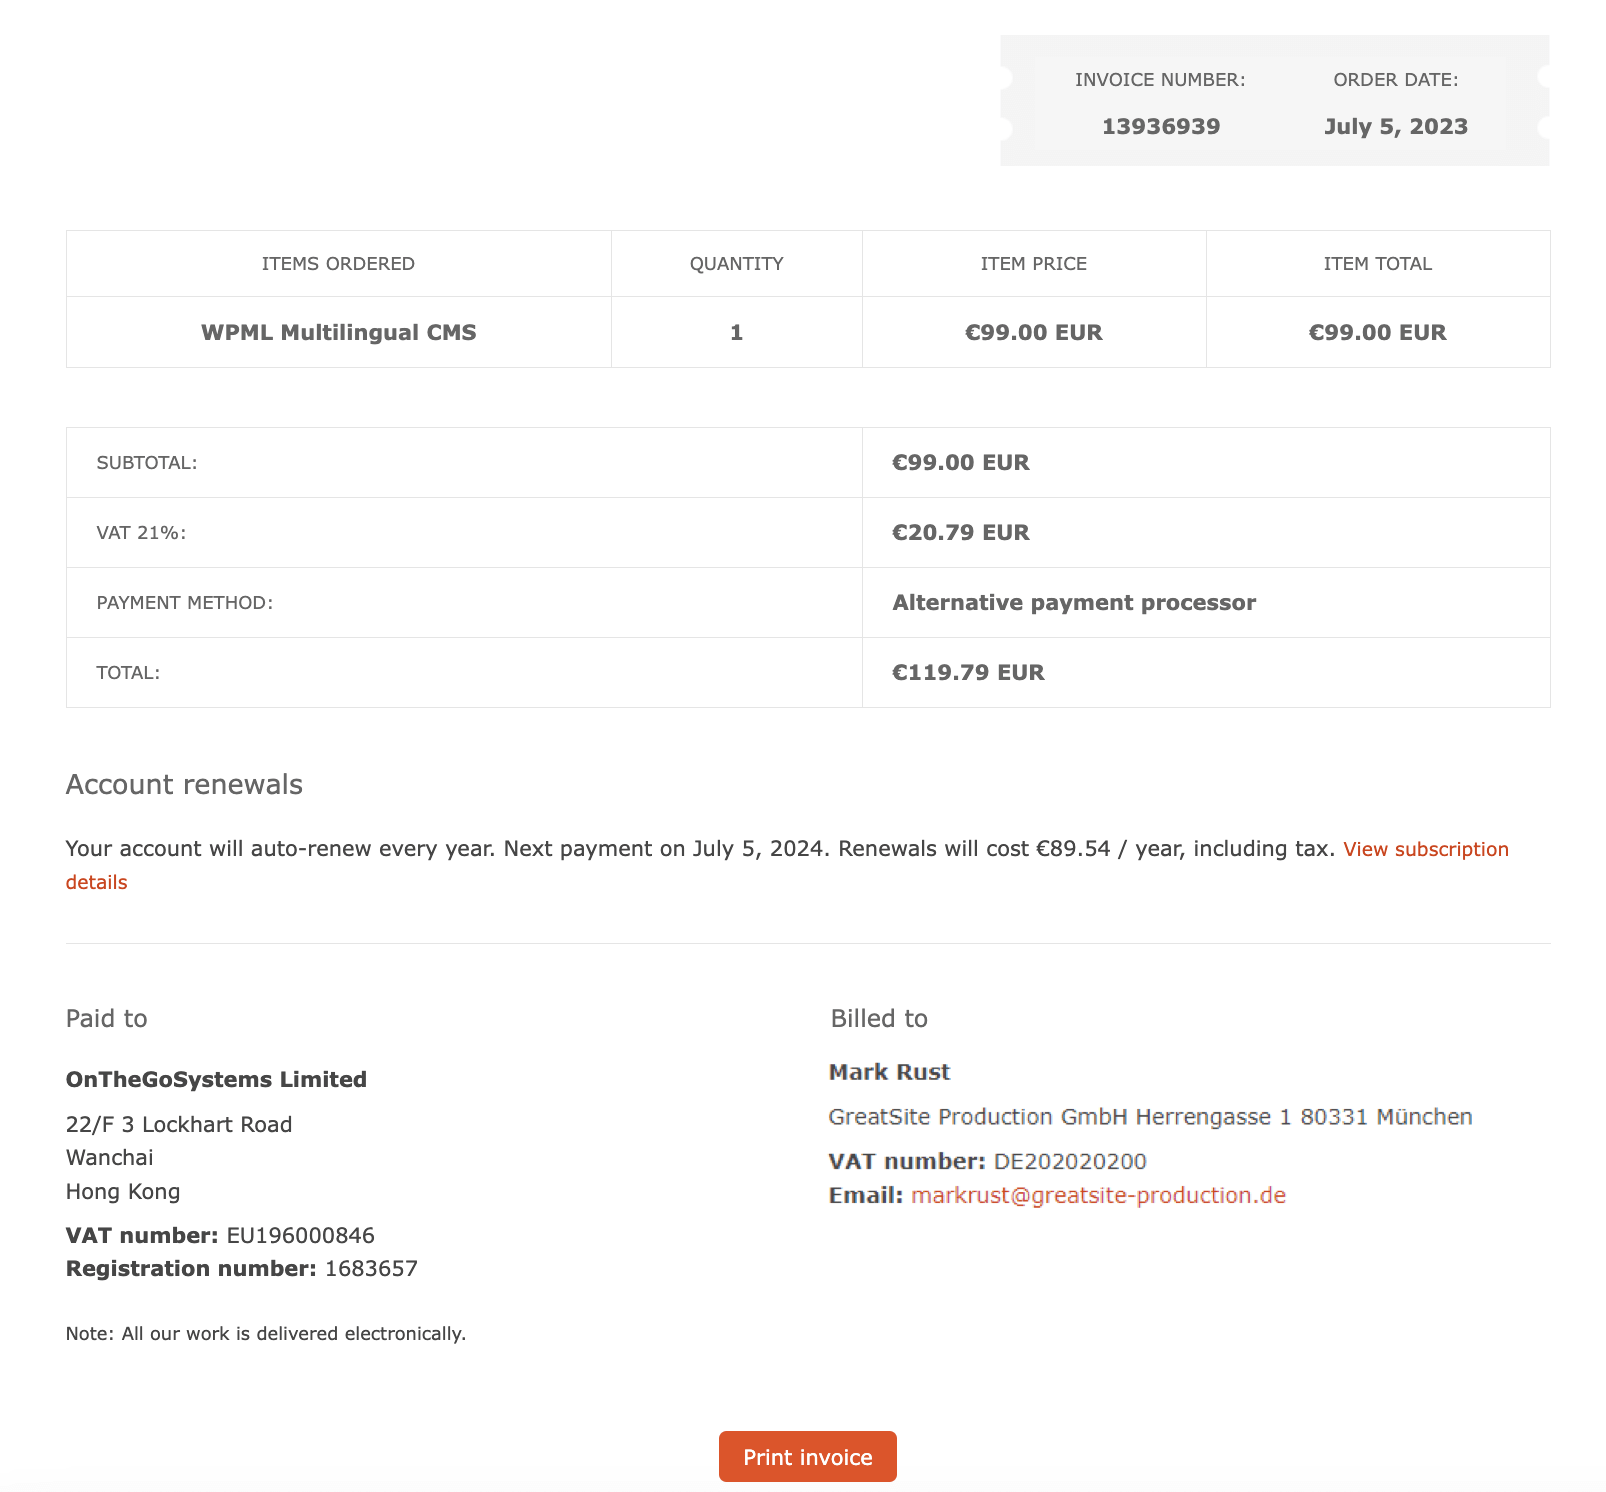 INVOICE NUMBER: ORDER DATE:
13936939 July 5, 2023
ITEMS ORDERED QUANTITY ITEM PRICE ITEM TOTAL
WPML Multilingual CMS 1 €99.00 EUR €99.00 EUR
SUBTOTAL: €99.00 EUR
VAT 21%: €20.79 EUR
PAYMENT METHOD: Alternative payment processor
TOTAL: €119.79 EUR
Account renewals
Your account will auto-renew every year. Next payment on July 5, 2024. Renewals will cost €89.54 / year, including tax. View subscription
details
Paid to
OnTheGoSystems Limited
22/F 3 Lockhart Road
Wanchai
Hong Kong
VAT number: EU196000846
Registration number: 1683657
Note: All our work is delivered electronically.
Billed to
Mark Rust
GreatSite Production GmbH Herrengasse 1 80331 München
VAT number: DE202020200
Email: markrust@greatsite-production.de
Print invoice